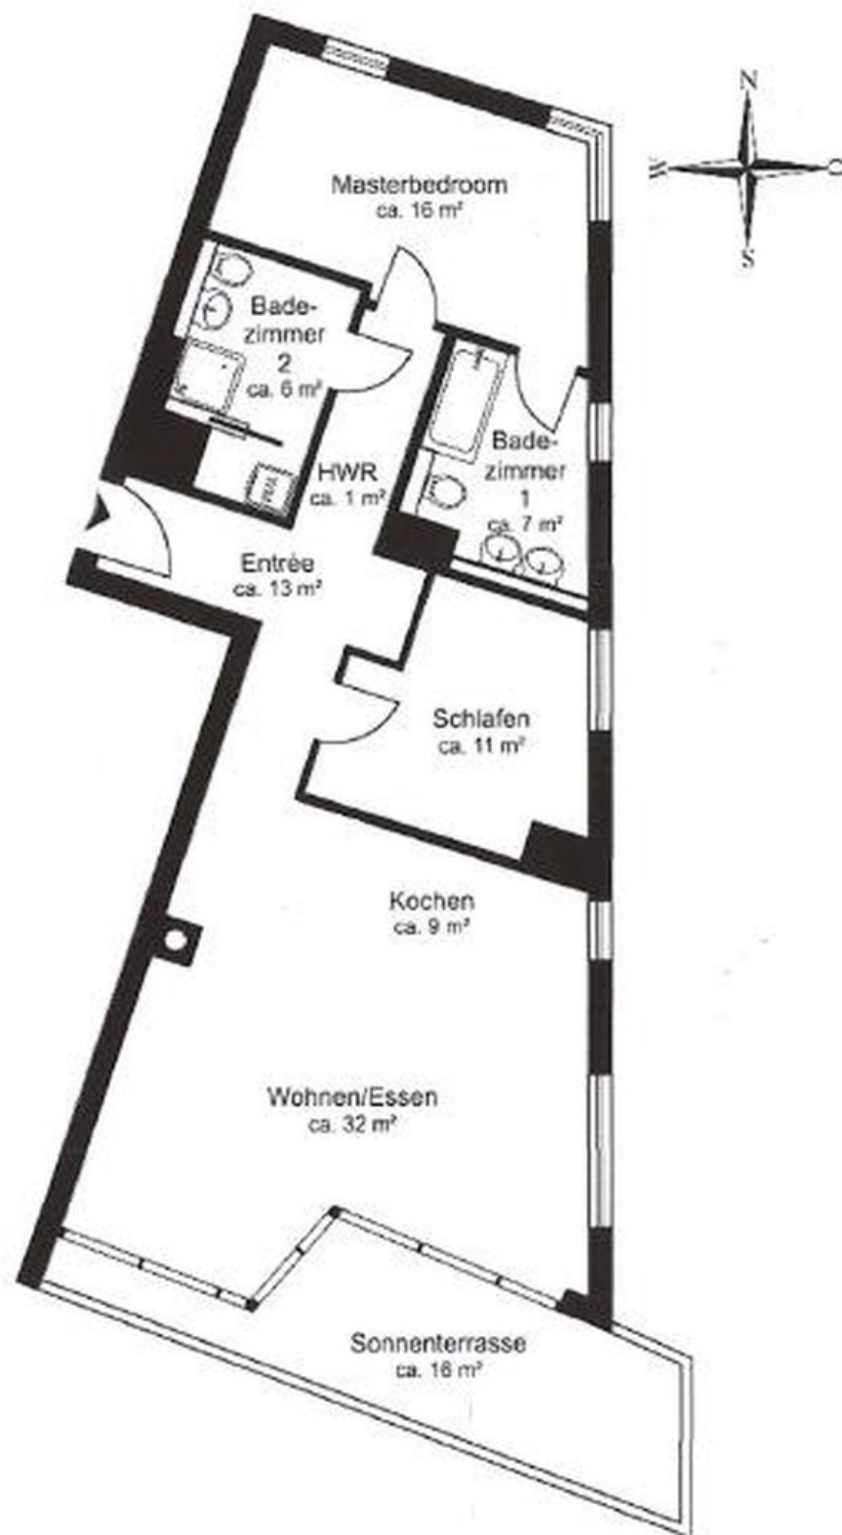 N
O
S
Masterbedroom
ca. 16 m²
Bade-
zimmer
2
ca. 6 m²
Bade-
zimmer
1
ca. 7 m²
HWR
ca. 1 m²
Entrée
ca. 13 m²
Schlafen
ca. 11 m²
Kochen
ca. 9 m²
Wohnen/Essen
ca. 32 m²
Sonnenterrasse
ca. 16 m²